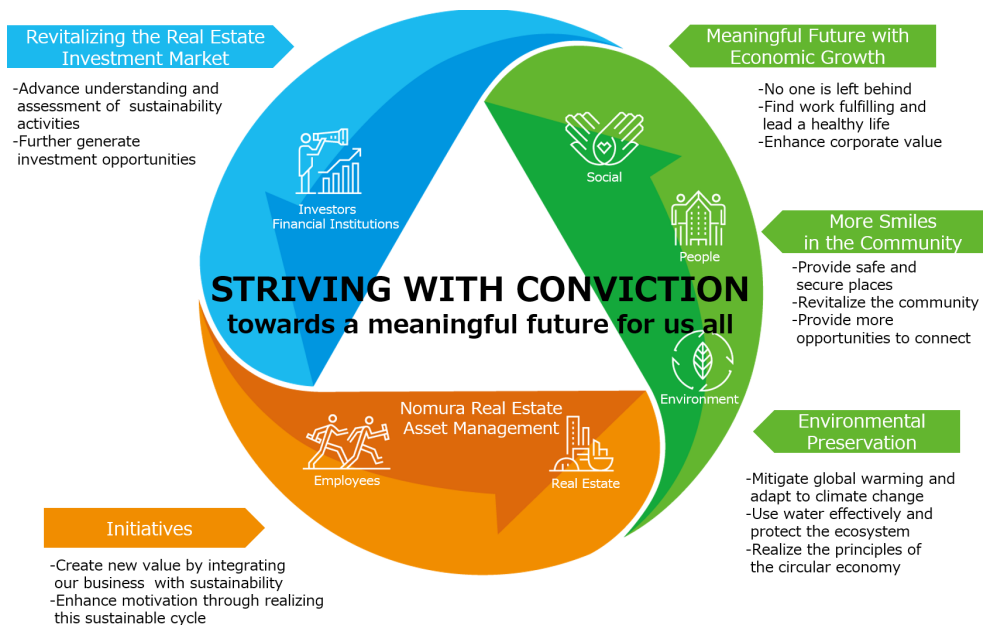 Revitalizing the Real Estate
Investment Market
-Advance understanding and
assessment of sustainability
activities
-Further generate
investment opportunities
Investors
Financial Institutions
Meaningful Future with
Economic Growth
-No one is left behind
-Find work fulfilling and
lead a healthy life
-Enhance corporate value
Social
People
More Smiles
in the Community
-Provide safe and
secure places
-Revitalize the community
-Provide more
opportunities to connect
STRIVING WITH CONVICTION
towards a meaningful future for us all
Environment
Environmental
Preservation
-Mitigate global warming and
adapt to climate change
-Use water effectively and
protect the ecosystem
-Realize the principles of
the circular economy
Nomura Real Estate
Asset Management
Employees
Real Estate
Initiatives
-Create new value by integrating
our business with sustainability
-Enhance motivation through realizing
this sustainable cycle